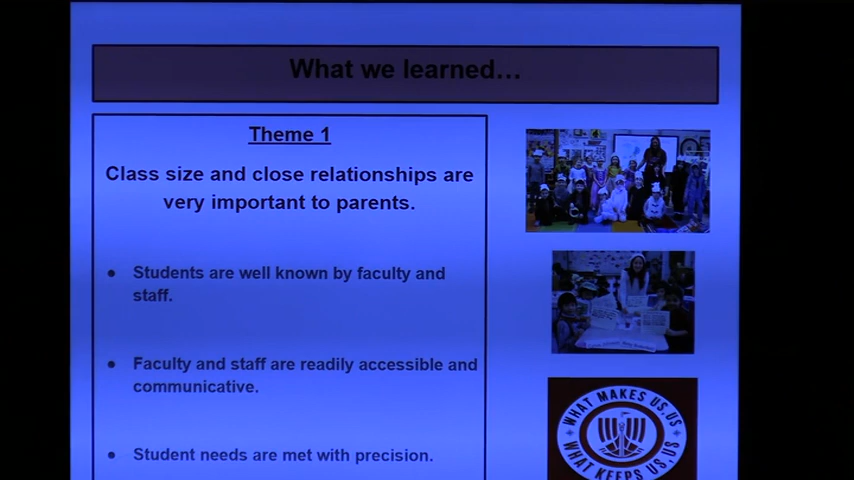 What we learned…
Theme 1
Class size and close relationships are
very important to parents.
● Students are well known by faculty and
staff.
● Faculty and staff are readily accessible and
communicative.
● Student needs are met with precision.
WHAT MAKES US, US
WHAT KEEPS US, US